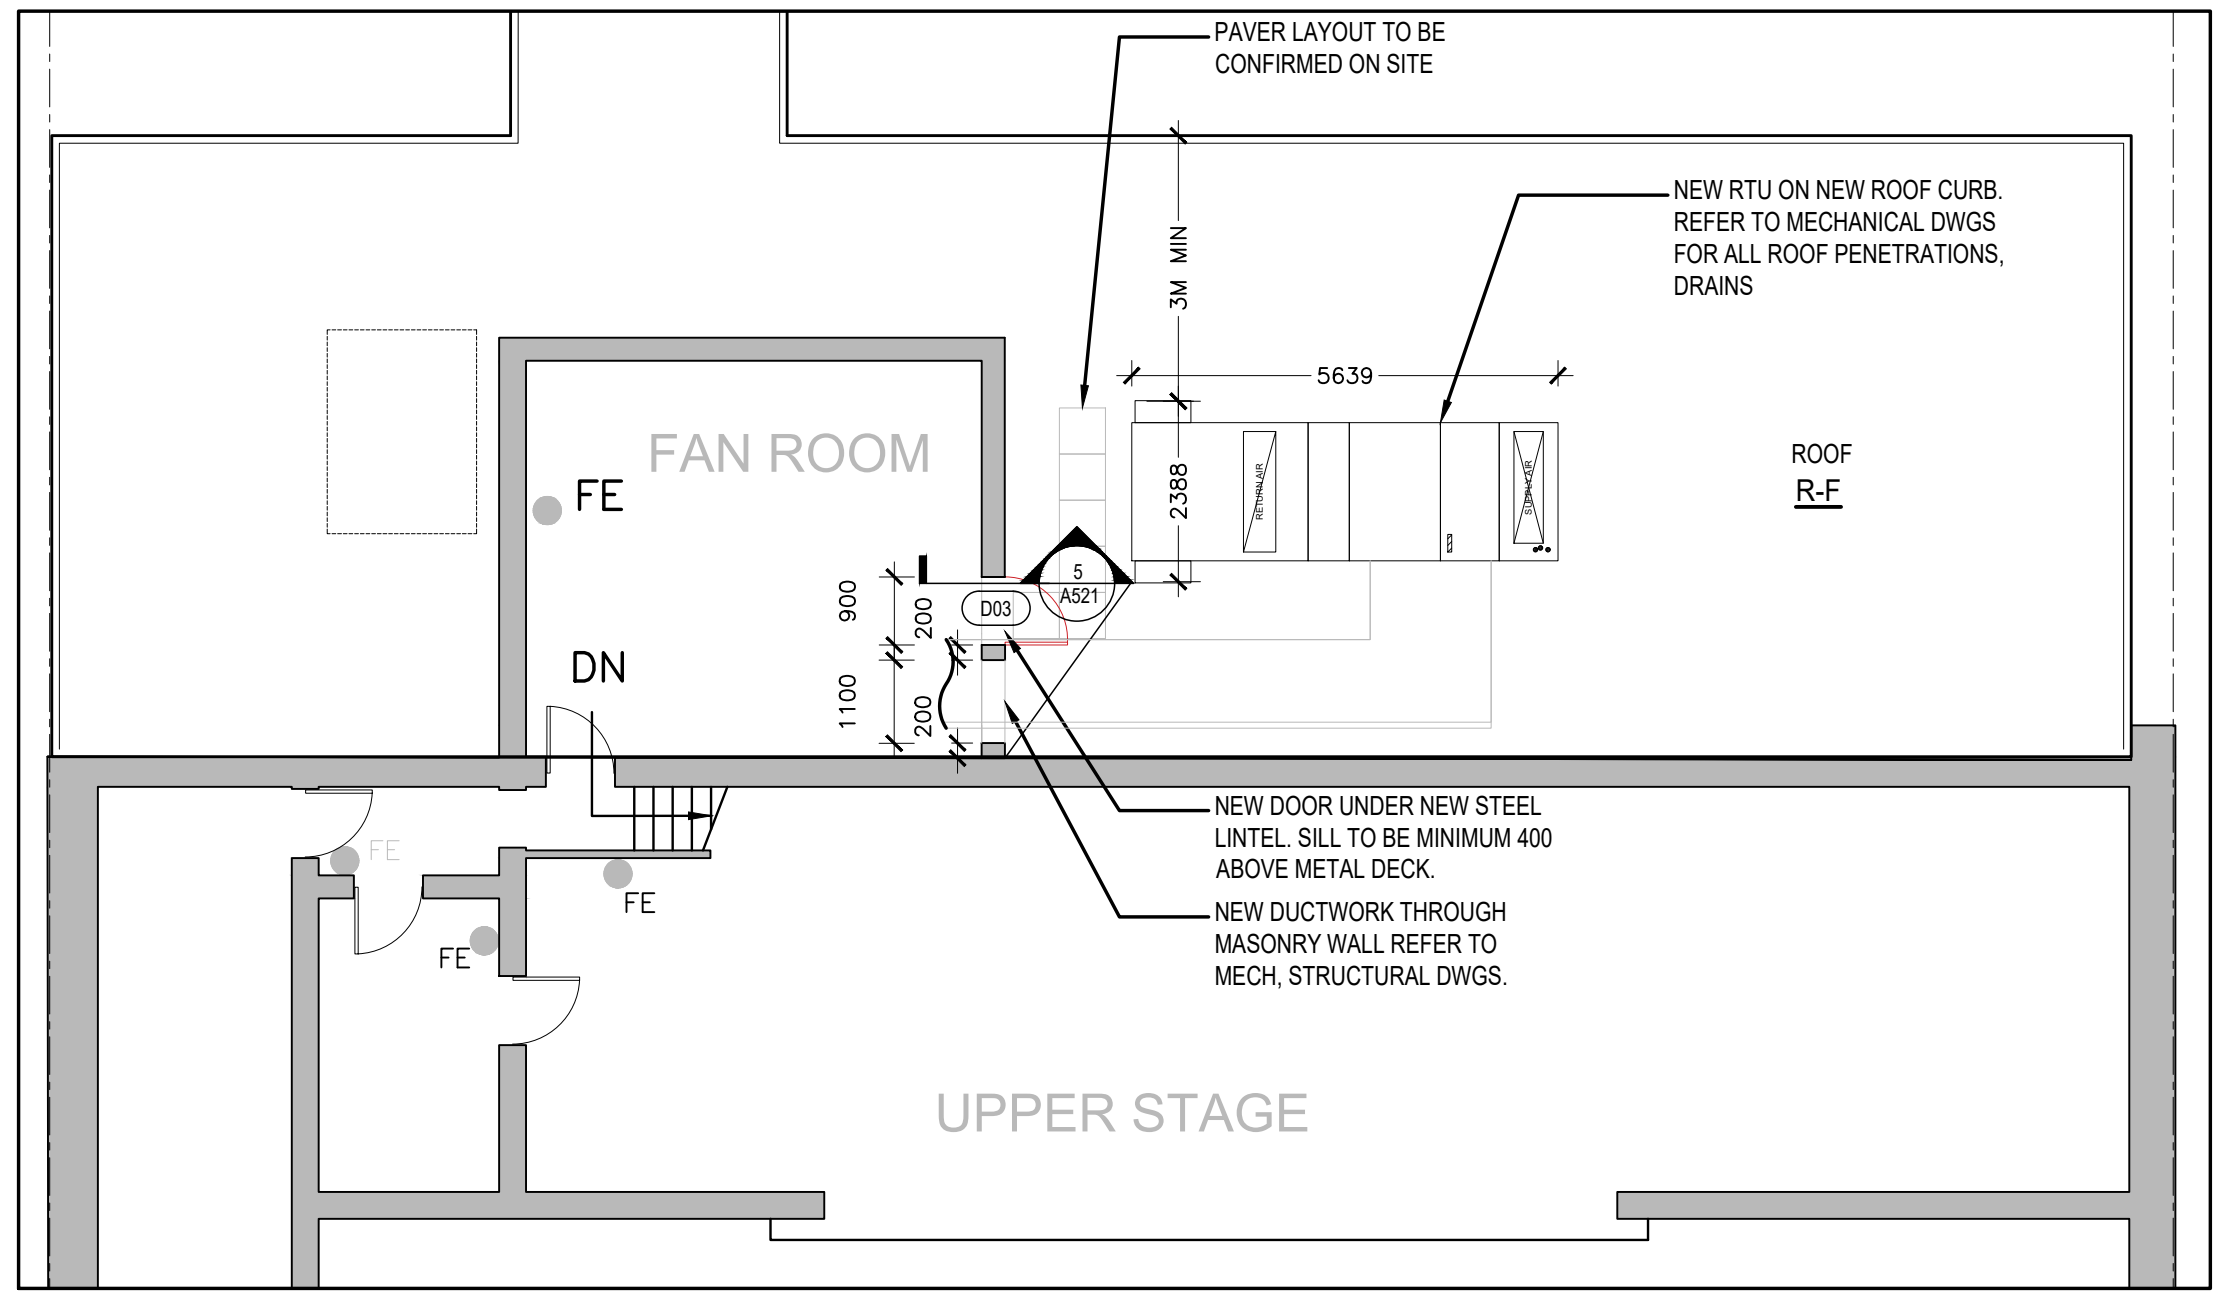 PAVER LAYOUT TO BE
CONFIRMED ON SITE
NEW RTU ON NEW ROOF CURB.
REFER TO MECHANICAL DWGS
FOR ALL ROOF PENETRATIONS,
DRAINS
3M MIN
5639
2388
RETURN AIR
SUPPLY AIR
ROOF
R-F
FAN ROOM
FE
5
A521
D03
900
200
1100
200
DN
NEW DOOR UNDER NEW STEEL
LINTEL. SILL TO BE MINIMUM 400
ABOVE METAL DECK.
NEW DUCTWORK THROUGH
MASONRY WALL REFER TO
MECH, STRUCTURAL DWGS.
FE
FE
FE
UPPER STAGE